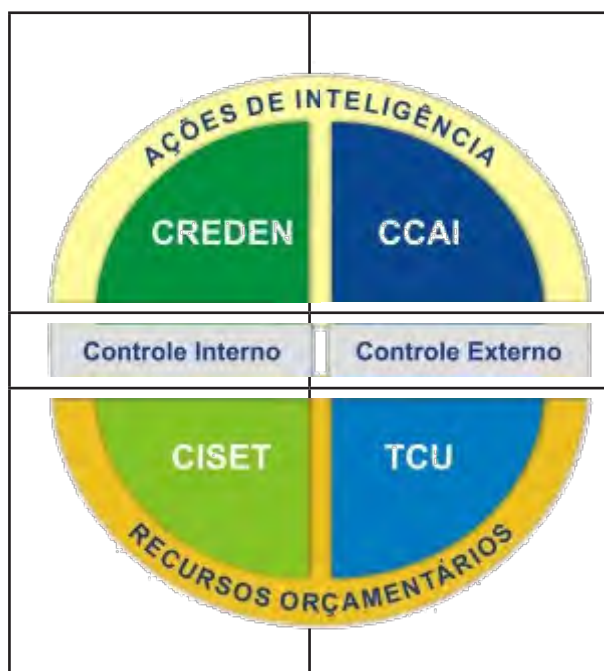 AÇÕES DE INTELIGÊNCIA
CREDEN
CCAI
Controle Interno
Controle Externo
CISET
TCU
RECURSOS ORÇAMENTÁRIOS